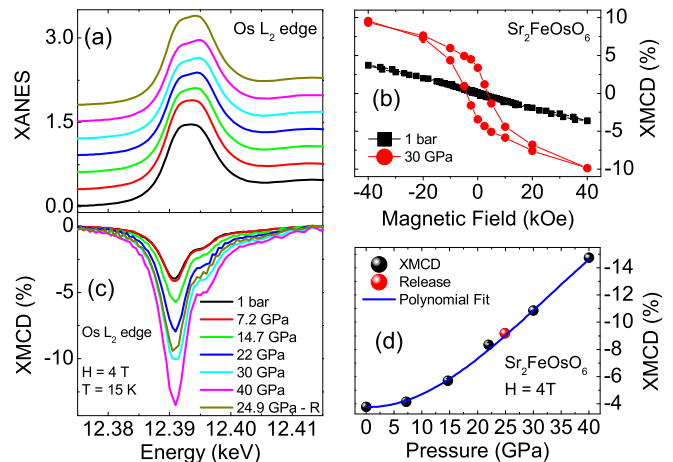 (a)
Os L2 edge
XANES
3.0
1.5
0.0
(b)
Sr2FeOsO6
1 bar
30 GPa
XMCD (%)
10
5
0
-5
-10
-40 -20 0 20 40
Magnetic Field (kOe)
(c)
Os L2 edge
H = 4 T
T = 15 K
XMCD (%)
0
-5
-10
1 bar
7.2 GPa
14.7 GPa
22 GPa
30 GPa
40 GPa
24.9 GPa - R
12.38 12.39 12.40 12.41
Energy (keV)
XMCD
Release
Polynomial Fit
(d)
Sr2FeOsO6
H = 4T
XMCD (%)
-14
-12
-10
-8
-6
-4
0 5 10 15 20 25 30 35 40
Pressure (GPa)